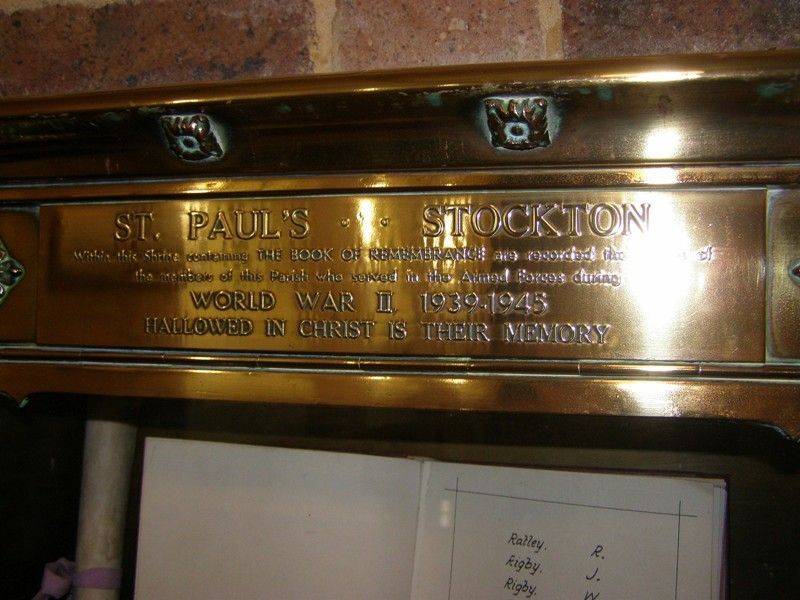 ST. PAUL'S STOCKTON
Within this Shrine containing THE BOOK OF REMEMBRANCE are recorded the of
the members of this Parish who served in the Armed Forces during
WORLD WAR II, 1939-1945
HALLOWED IN CHRIST IS THEIR MEMORY
Ratley, R.
Rigby, J.
Rigby, W.